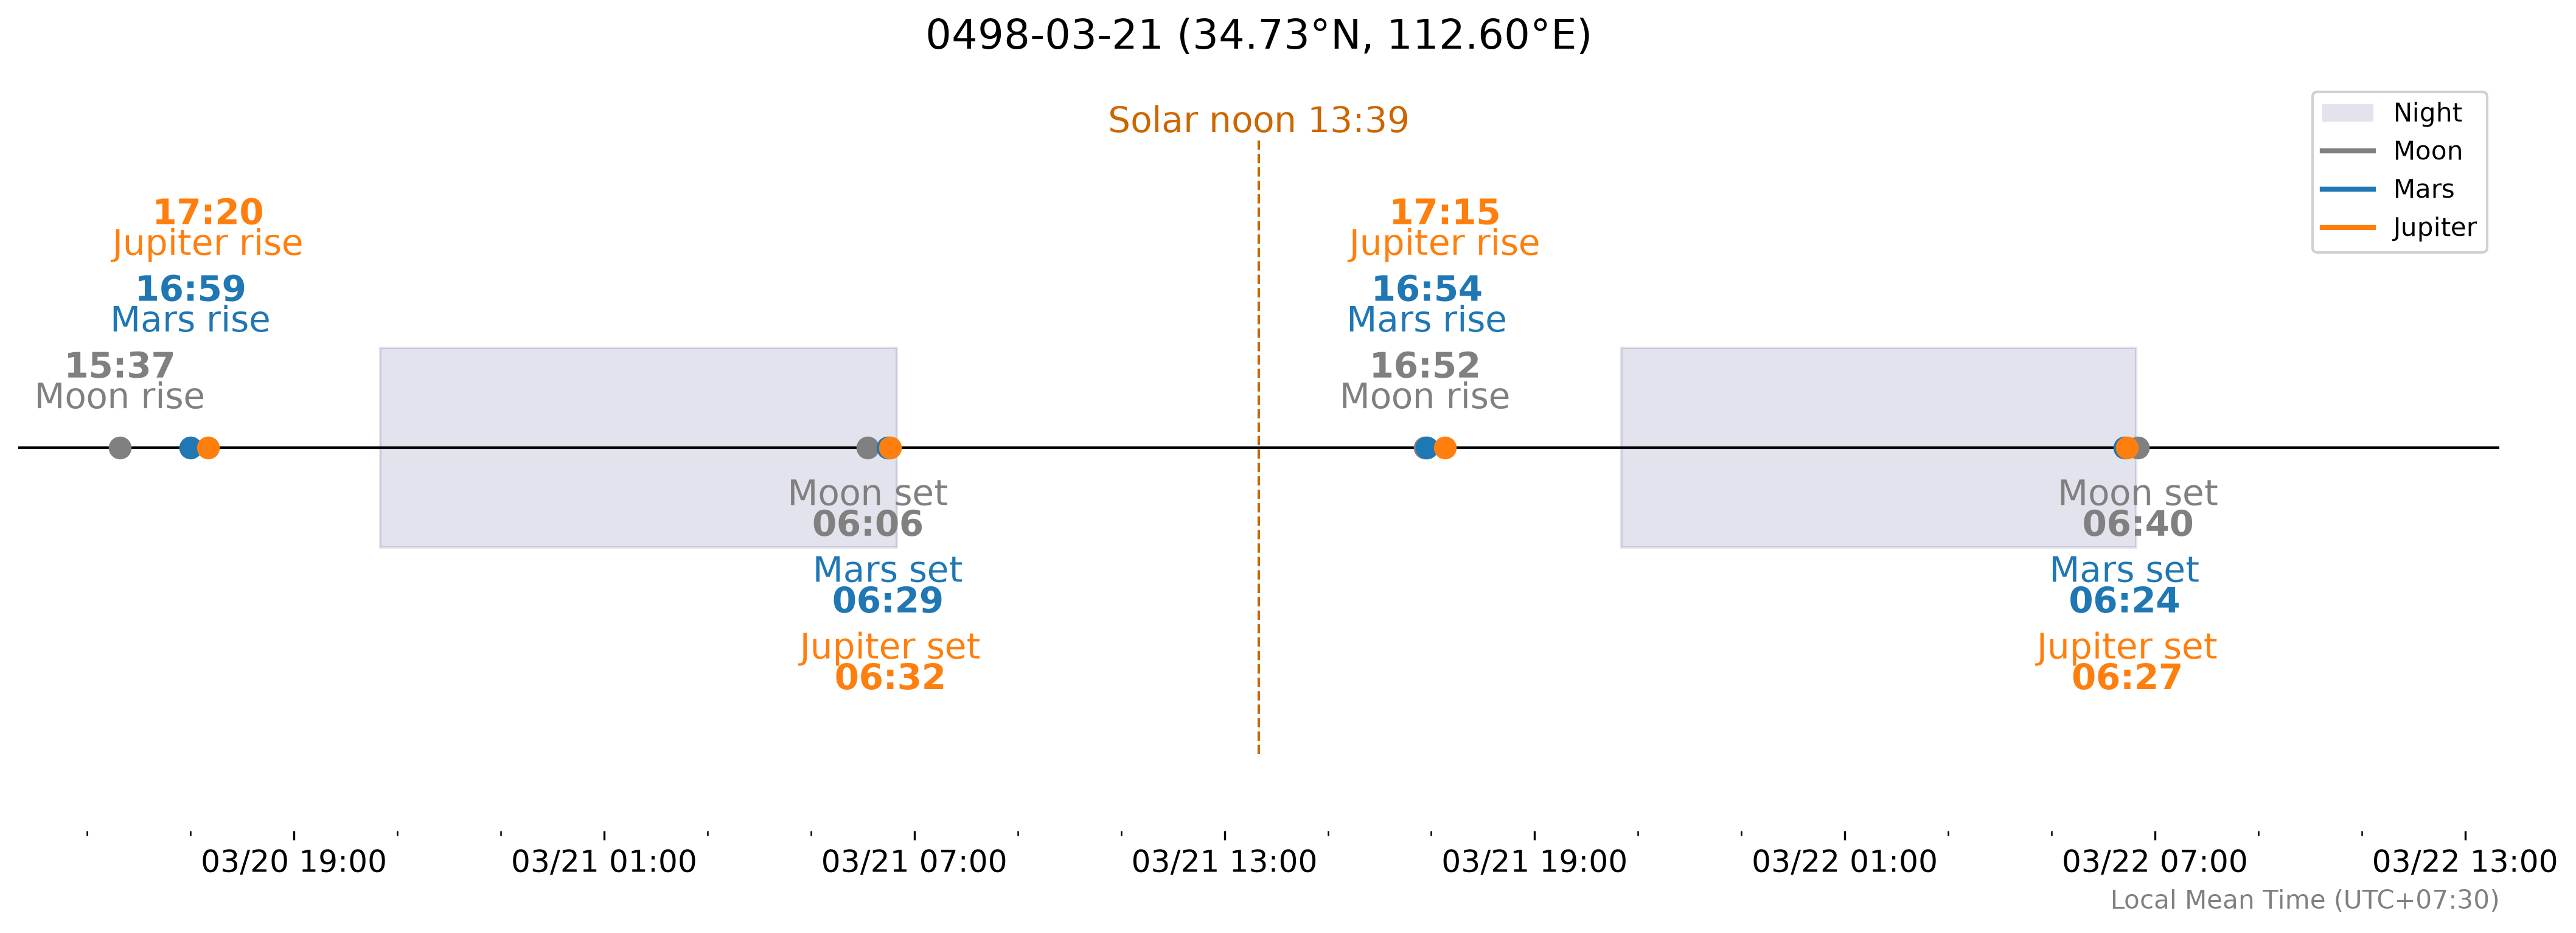 0498-03-21 (34.73°N, 112.60°E)
Solar noon 13:39
Night
Moon
Mars
Jupiter
17:20
Jupiter rise
16:59
Mars rise
15:37
Moon rise
17:15
Jupiter rise
16:54
Mars rise
16:52
Moon rise
Moon set
06:06
Mars set
06:29
Jupiter set
06:32
Moon set
06:40
Mars set
06:24
Jupiter set
06:27
03/20 19:00
03/21 01:00
03/21 07:00
03/21 13:00
03/21 19:00
03/22 01:00
03/22 07:00
03/22 13:00
Local Mean Time (UTC+07:30)